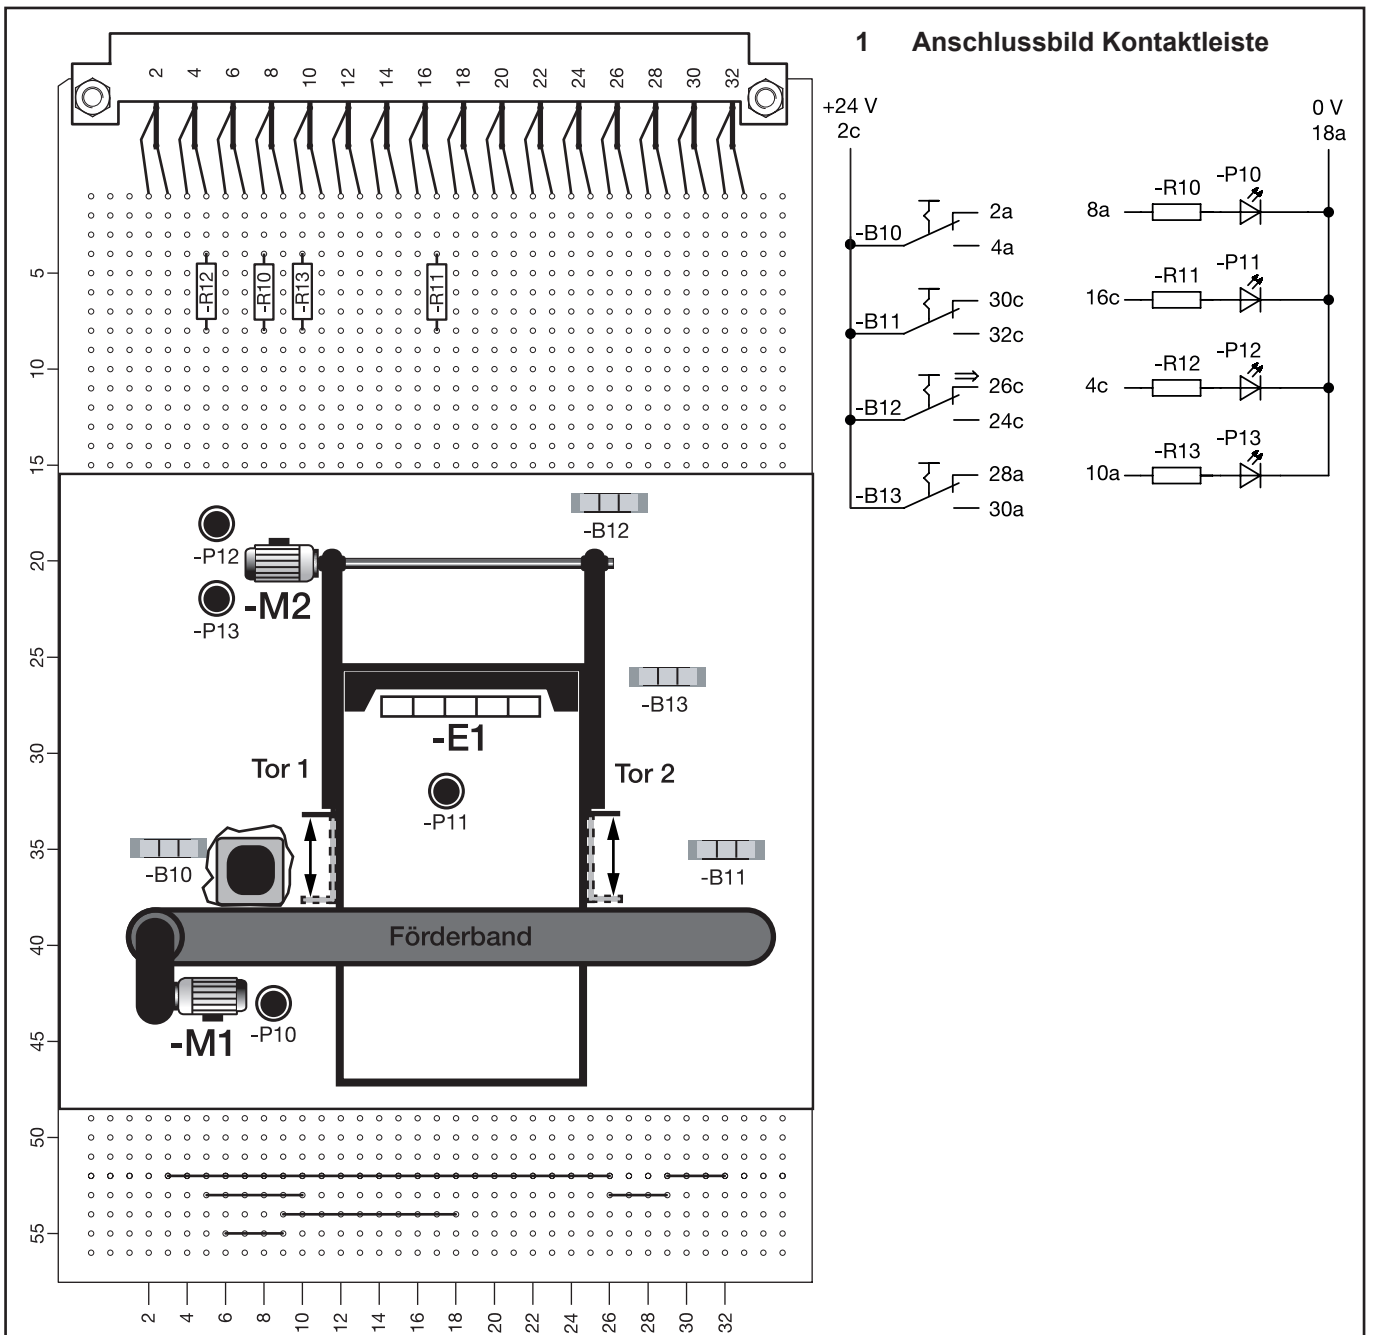 1 Anschlussbild Kontaktleiste
2 4 6 8 10 12 14 16 18 20 22 24 26 28 30 32
+24 V
2c
0 V
18a
-B10
2a
4a
8a
-R10
-P10
-B11
30c
32c
16c
-R11
-P11
-B12
26c
24c
4c
-R12
-P12
-B13
28a
30a
10a
-R13
-P13
5
10
15
20
25
30
35
40
45
50
55
-R12
-R10
-R13
-R11
-P12
-M2
-P13
-B12
-B13
-E1
Tor 1
Tor 2
-P11
-B10
-B11
Förderband
-M1
-P10
2 4 6 8 10 12 14 16 18 20 22 24 26 28 30 32